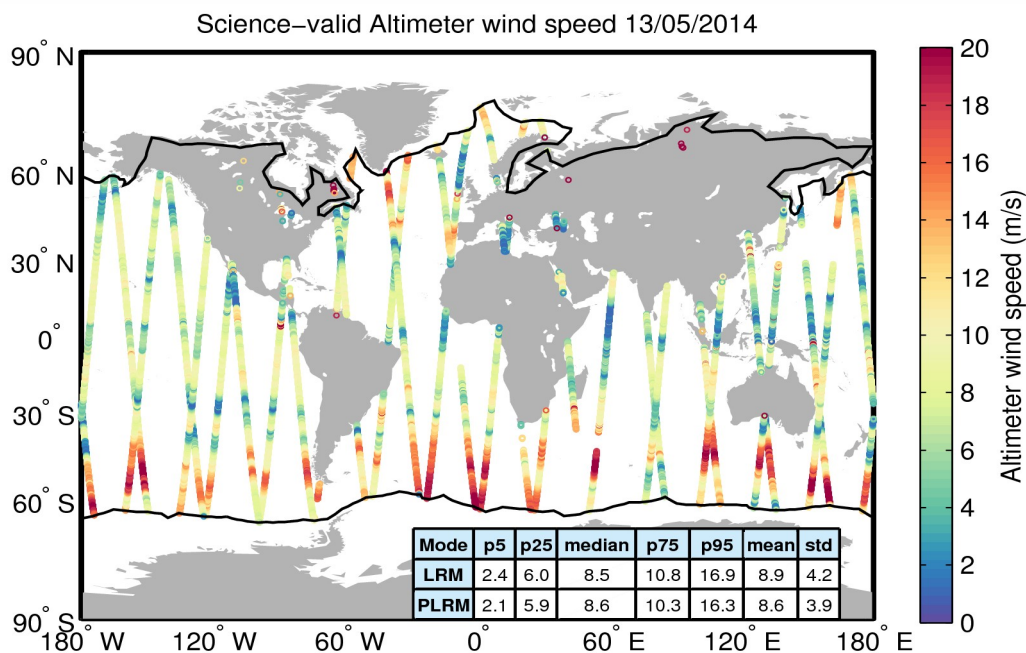 Science−valid Altimeter wind speed 13/05/2014
90° N
60° N
30° N
0°
30° S
60° S
90° S
180° W
120° W
60° W
0°
60° E
120° E
180° E
Mode p5 p25 median p75 p95 mean std
LRM 2.4 6.0 8.5 10.8 16.9 8.9 4.2
PLRM 2.1 5.9 8.6 10.3 16.3 8.6 3.9
20
18
16
14
12
10
8
6
4
2
0
Altimeter wind speed (m/s)